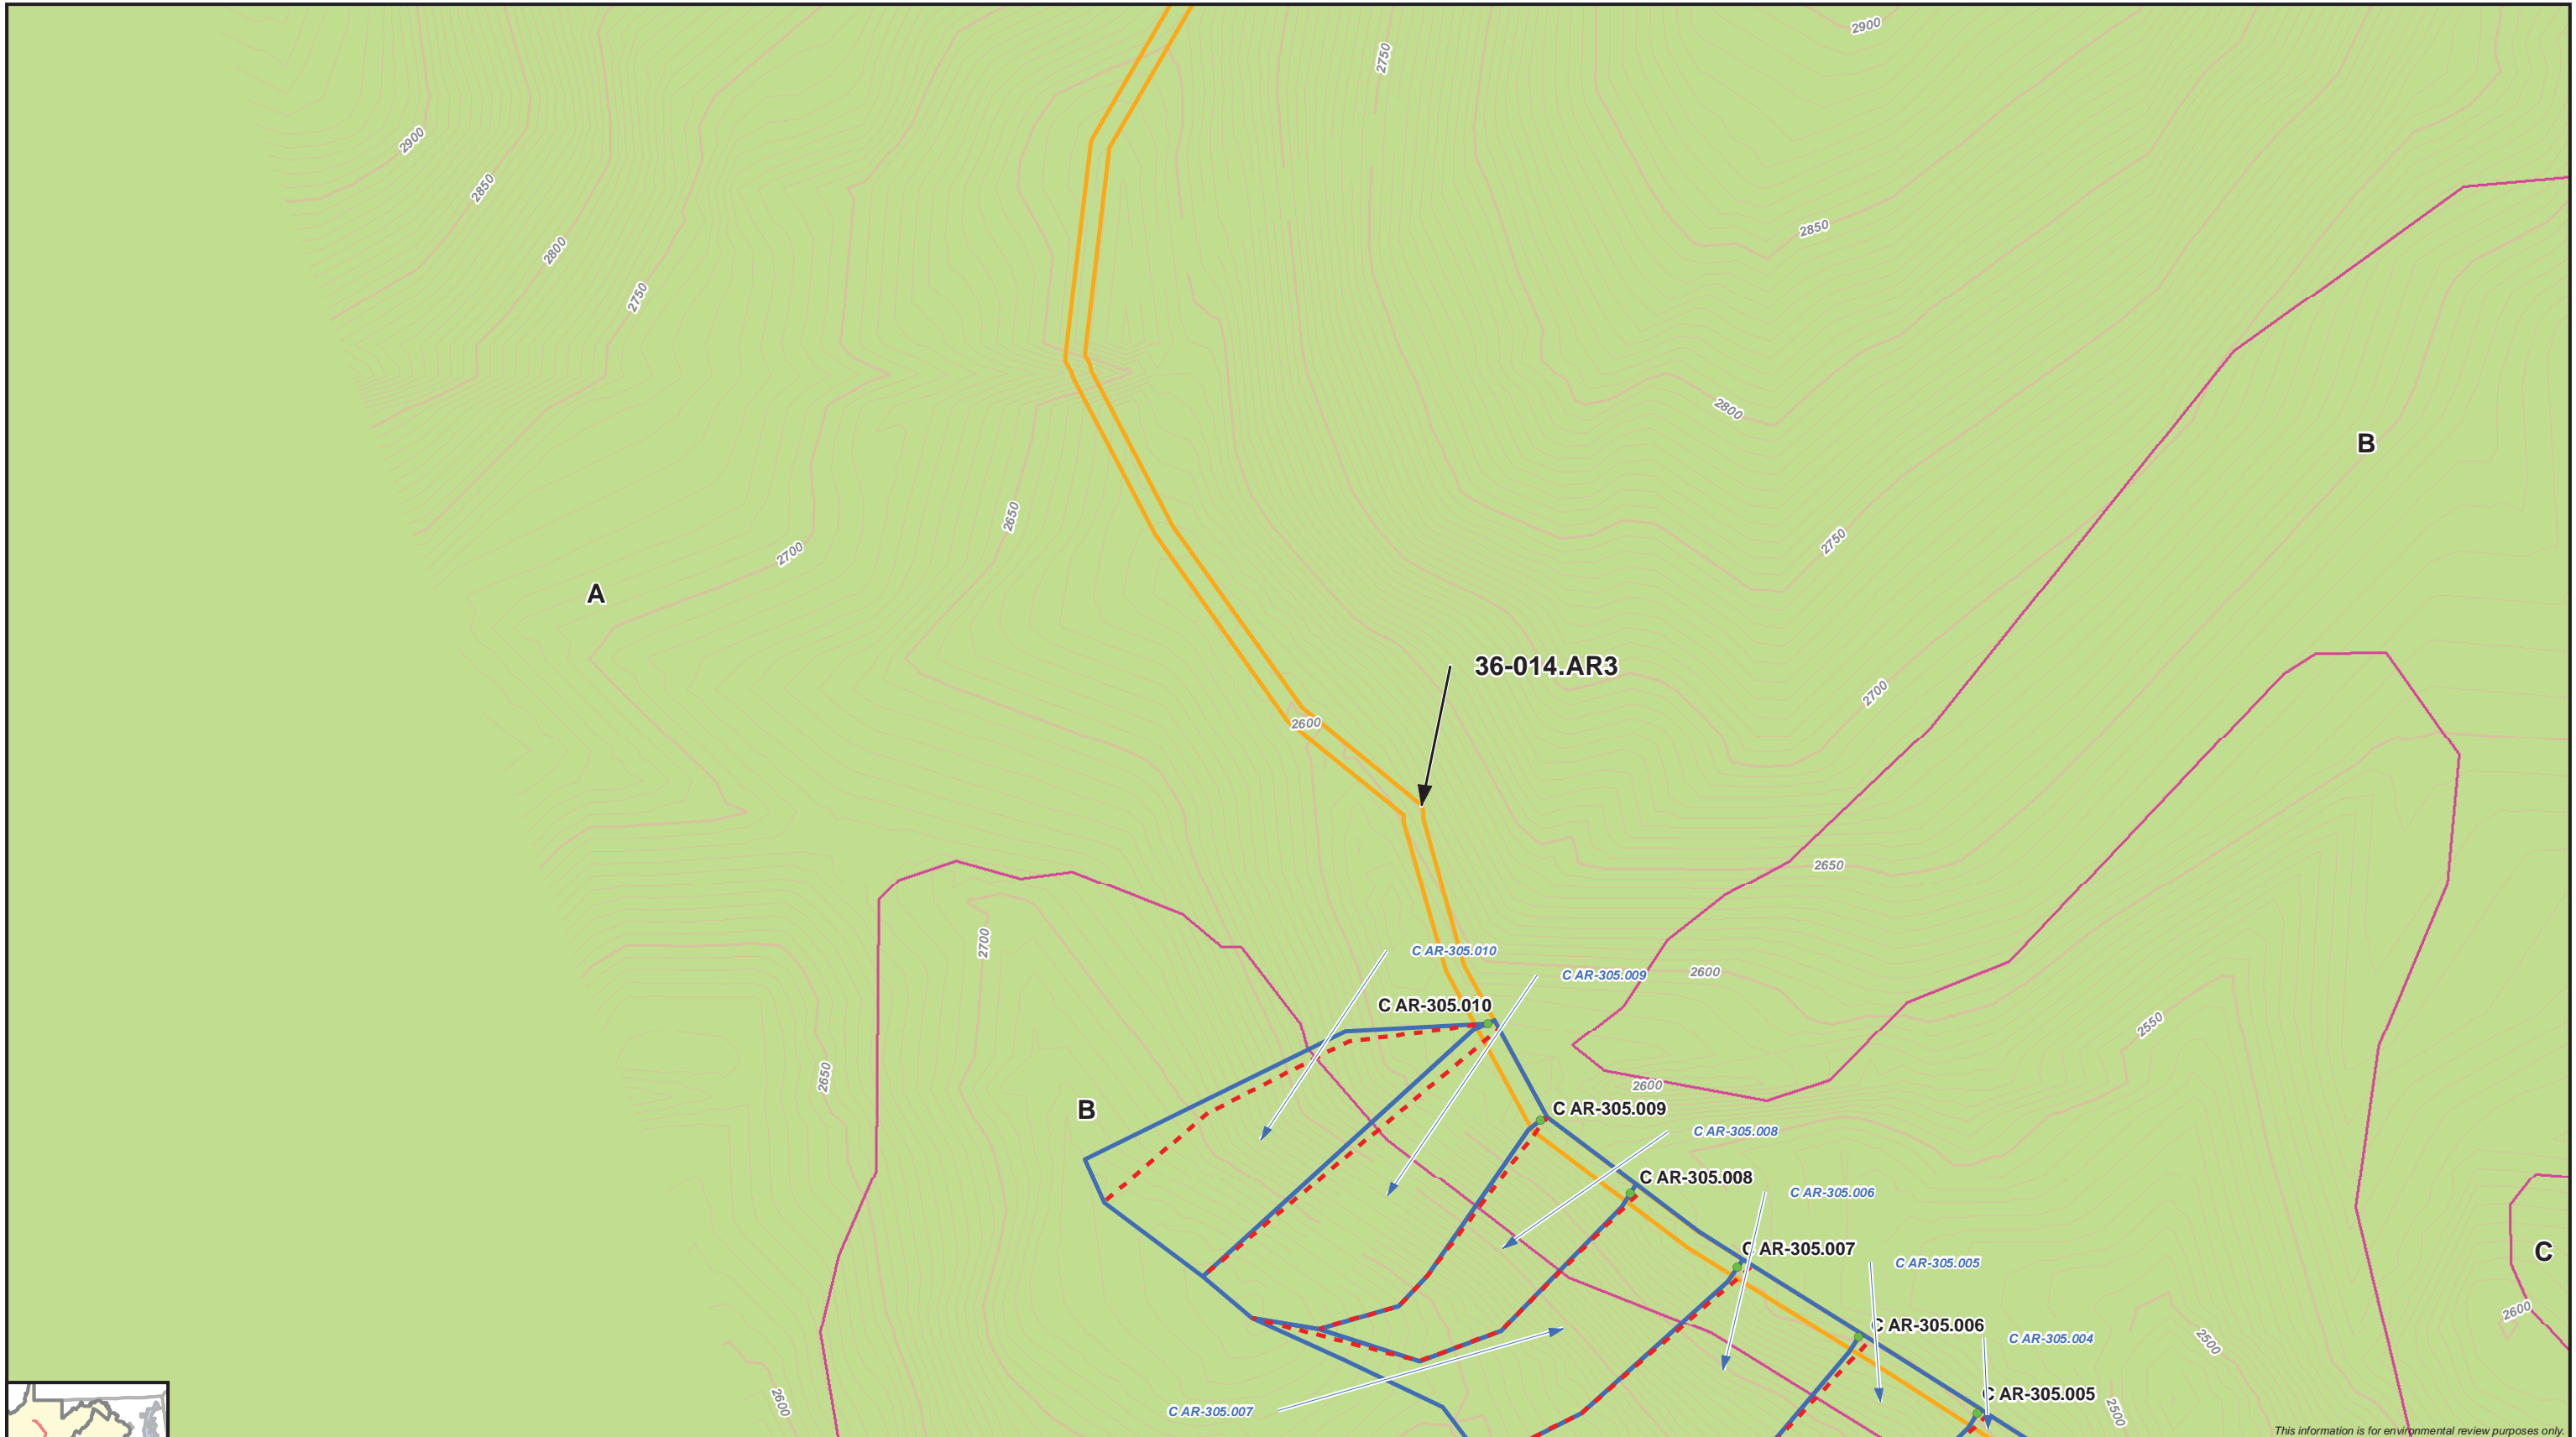 2900
2750
2900
2850
2850
2800
2750
2800
B
2650
2750
2700
A
36-014.AR3
2700
2600
2650
2700
C AR-305.010
C AR-305.009
2600
C AR-305.010
2550
2650
2600
B
C AR-305.009
C AR-305.008
C AR-305.008
C AR-305.006
C AR-305.007
C
C AR-305.005
2600
C AR-305.006
C AR-305.004
2500
C AR-305.005
2600
C AR-305.007
2500
This information is for environmental review purposes only.